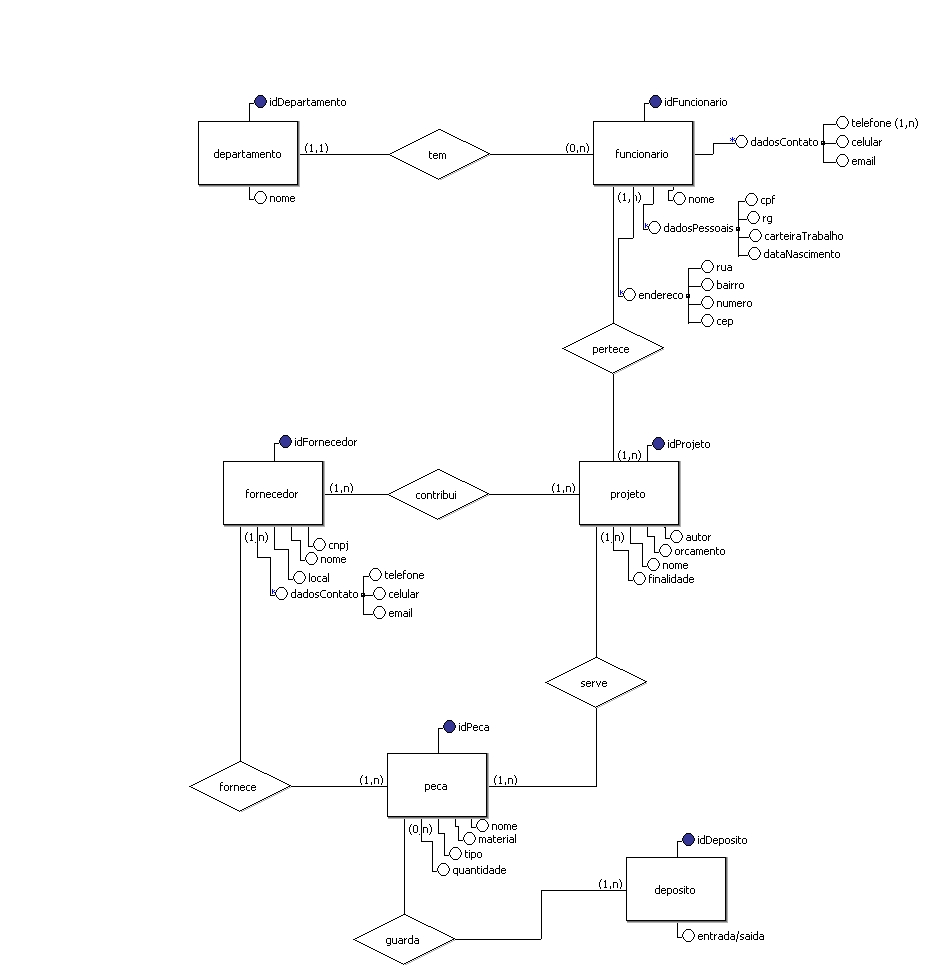 idDepartamento
idFuncionario
departamento
(1,1)
tem
(0,n)
funcionario
dadosContato
telefone (1,n)
celular
email
nome
(1,n)
nome
dadosPessoais
cpf
rg
carteiraTrabalho
dataNascimento
endereco
rua
bairro
numero
cep
pertece
idFornecedor
(1,n)
idProjeto
fornecedor
(1,n)
contribui
(1,n)
projeto
(1,n)
cnpj
nome
local
dadosContato
telefone
celular
email
(1,n)
autor
orcamento
nome
finalidade
serve
idPeca
fornece
(1,n)
peca
(1,n)
(0,n)
nome
material
tipo
quantidade
idDeposito
(1,n)
deposito
guarda
entrada/saida